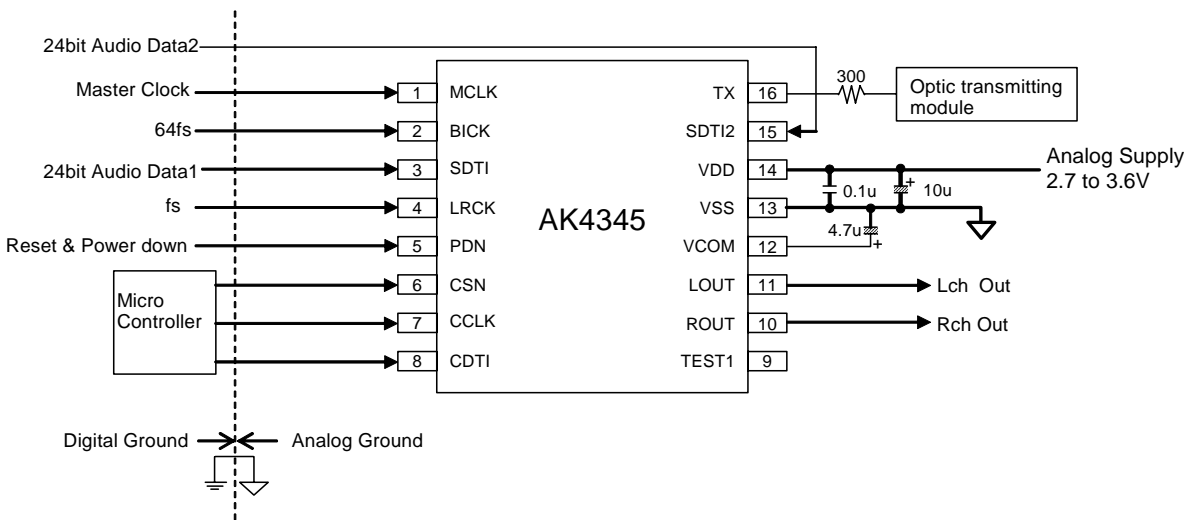 24bit Audio Data2
Master Clock
64fs
24bit Audio Data1
fs
Reset & Power down
Micro
Controller
1 MCLK
2 BICK
3 SDTI
4 LRCK
5 PDN
6 CSN
7 CCLK
8 CDTI
AK4345
TX 16
SDTI2 15
VDD 14
VSS 13
VCOM 12
LOUT 11
ROUT 10
TEST1 9
300
Optic transmitting
module
Analog Supply
2.7 to 3.6V
0.1u
+
10u
4.7u
+
Lch Out
Rch Out
Digital Ground
Analog Ground